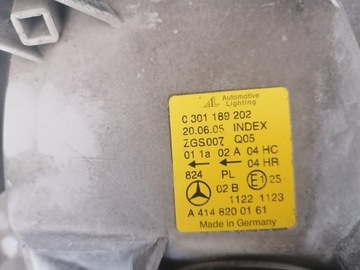 Automotive
Lighting
0 301 189 202
20.06.05 INDEX
ZGS007 Q05
01 1a 02 A 04 HC
04 HR
824 PL
02 B E1 25
1122 1123
A 414 820 01 61
Made in Germany